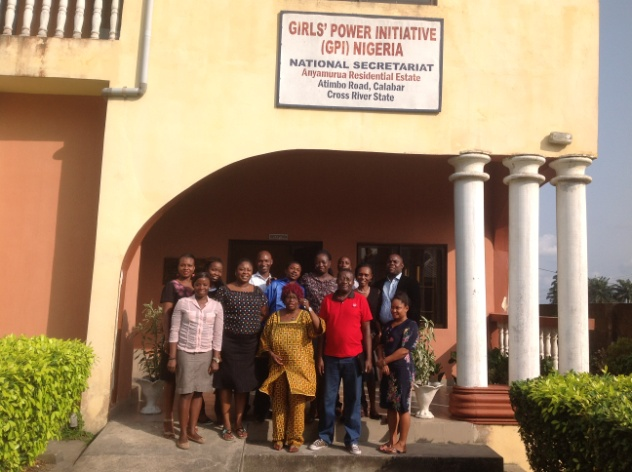 GIRLS' POWER INITIATIVE
(GPI) NIGERIA
NATIONAL SECRETARIAT
Anyamurua Residential Estate
Atimbo Road, Calabar
Cross River State